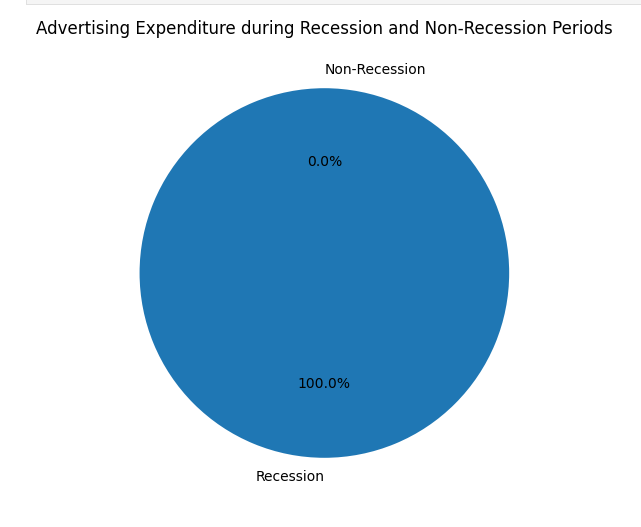 Advertising Expenditure during Recession and Non-Recession Periods
Non-Recession
0.0%
100.0%
Recession